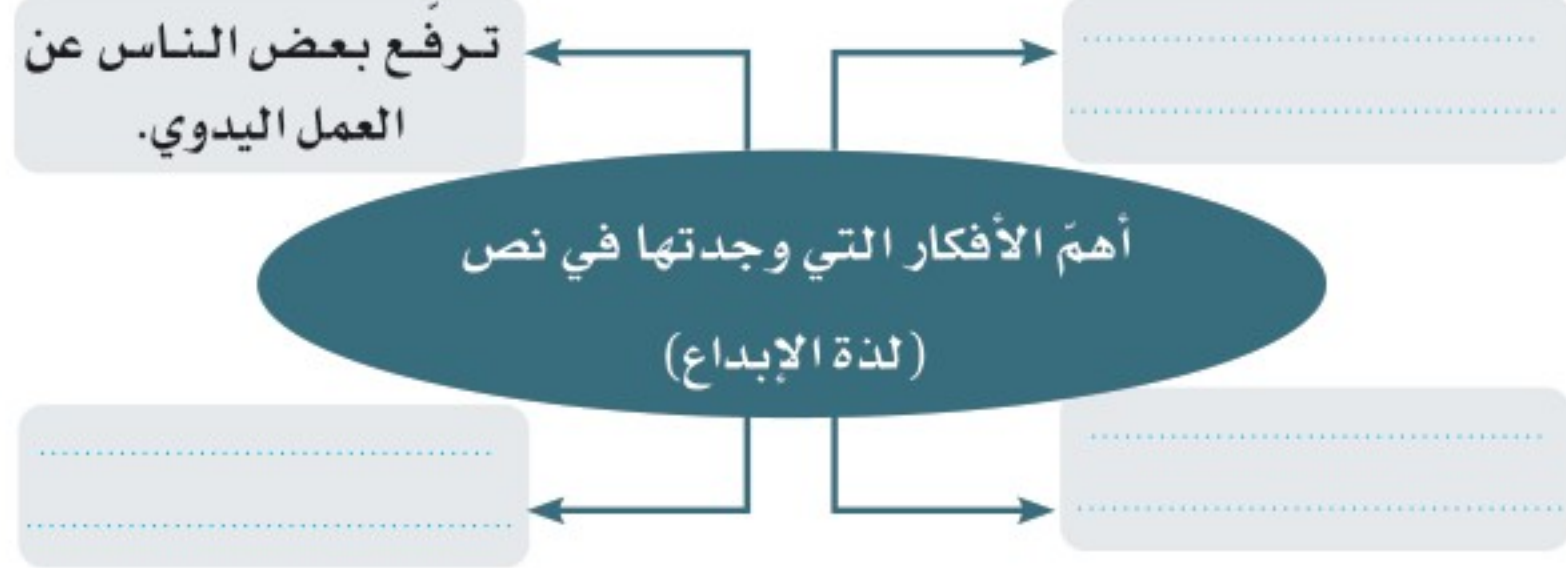 ترفّع بعض الناس عن
العمل اليدوي.
أهمّ الأفكار التي وجدتها في نص
(لذة الإبداع)